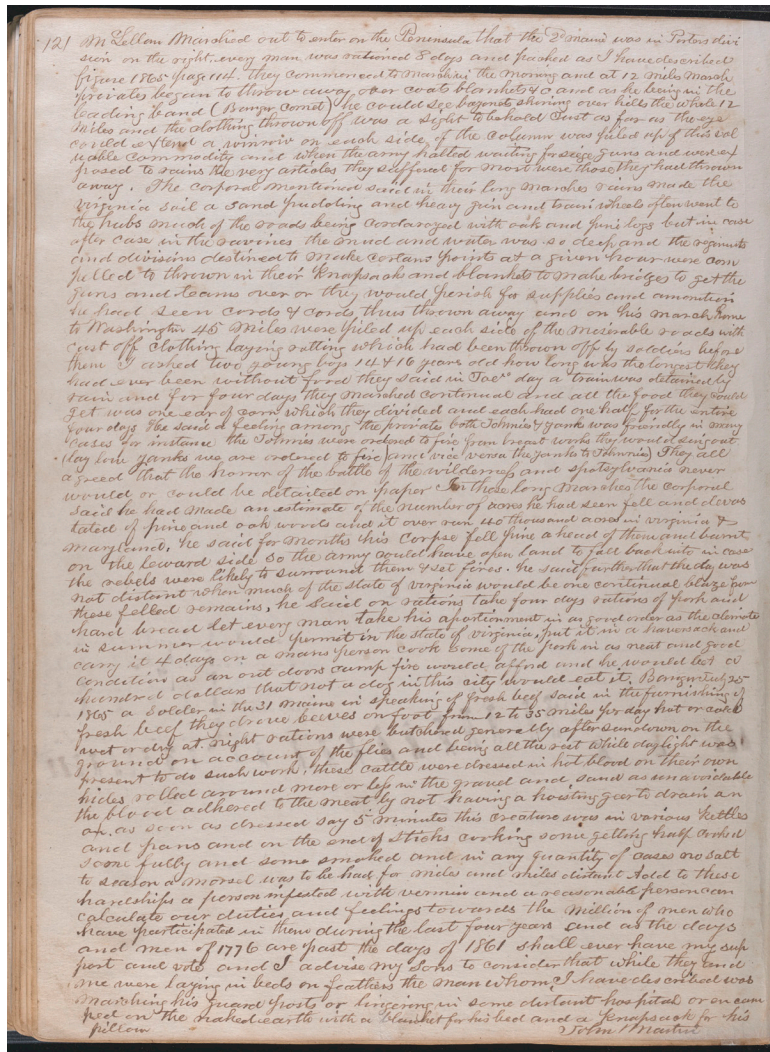 121 McLellan Marched out to enter on the Peninsula that the 2d maine was in Porters divi
sion on the right. every man was rationed 8 days and packed as I have described
figure 1865 page 114. they commenced to march in the morning and at 12 miles march
privates began to throw away over coats blankets &c and as he being in the
leading band (Bangor Cornet) he could see bayonets shining over hills the whole 12
miles and the clothing thrown off was a sight to behold Just as far as the eye
could extend a winrow on each side of the column was piled up of this val
uable commodity and when the army halted waiting for siege guns and were ex
posed to rains the very articles they suffered for most were those they had thrown
away. The corporal mentioned said in their long marches rains made the
virginia soil a sand pudding and heavy gun and train wheels often went to
the hubs much of the roads being corduroyed with oak and pine logs but in case
after case in the ravines the mud and water was so deep and the regiments
and divisions destined to make certain points at a given hour were com
pelled to thrown in their knapsacks and blankets to make bridges to get the
guns and teams over or they would perish for supplies and amonition
he had seen cords & cords thus thrown away and on his march home
to Washington 45 miles were piled up each side of the miserable roads with
cast off clothing laying rotting which had been thrown off by soldiers before
them I asked two young boys 14 & 16 years old how long was the longest they
had ever been without food they said in day a train was detained by
rain and for four days they marched continual and all the food they could
get was one ear of corn which they divided and each had one half for the entire
four days. He said a feeling among the privates both Johnies & yanks was friendly in many
cases for instance the Johnies were ordered to fire from breast works they would sing out
(lay low yanks we are ordered to fire) and vice versa the yanks to Johnnies) They all
agreed that the horror of the battle of the wilderness and spotsylvania never
would or could be detailed on paper In those long marches the corporal
said he had made an estimate of the number of acres he had seen fell and devas
tated of pine and oak woods and it over run 40 thousand acres in virginia &
maryland, he said for months his Corpse fell pine a head of them and burnt
on the leward side so the army could have open land to fall back into in case
the rebels were likely to surround them & set fires. he said further that the day was
not distant when much of the state of virginia would be one continual blaze from
these felled remains, he said on rations take four days rations of pork and
hard bread let every man take his aportionment in as good order as the climate
in summer would permit in the state of virginia, put it in a haversack and
carry it 4 days on a mans person cook some of the pork in as neat and good
condition as an out doors camp fire would afford and he would bet a
hundred dollars that not a dog in this city would eat it. Bangor July 25
1865 a Solder in the 31 Maine in speaking of fresh beef said in the furnishing of
fresh beef they drove beeves on foot from 12 to 35 miles per day hot or cold
wet or dry at night rations were butchered generally after sundown on the
ground on account of the flies and being all the rest while daylight was
present to do such work, these cattle were dressed in hot blood on their own
hides rolled around more or less in the gravel and sand as unavoidable
the blood adhered to the meat by not having a hoisting gear to drain an
ox, as soon as dressed say 5 minutes this creature was in various kettles
and pans and on the end of sticks cooking some getting half cooked
some fully and some smoked and in any quantity of cases no salt
to season a morsel was to be had for miles and miles distant Add to these
hardships a person infested with vermin and a reasonable person can
calculate our duties and feelings towards the million of men who
have participated in them during the last four years and as the days
and men of 1776 are past the days of 1861 shall ever have my sup
port and vote and I advise my Sons to consider that while they and
me were laying in beds on feathers the man whom I have described was
marching his guard posts or lingering in some distant hospital or encam
ped on the naked earth with a blanket for his bed and a knapsack for his
pillow John Martin